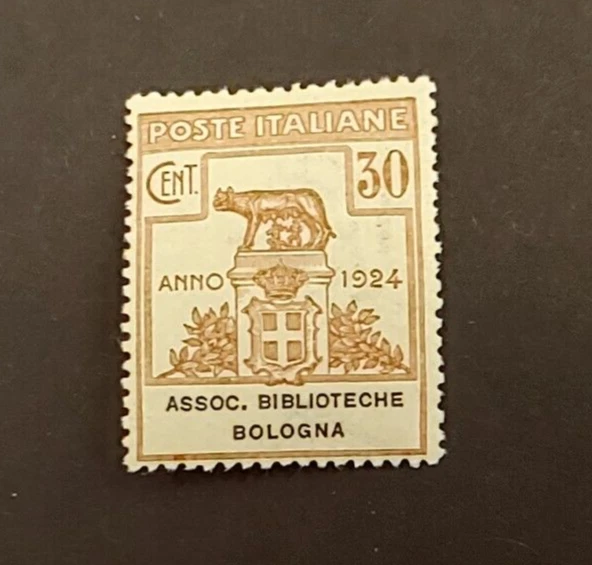 POSTE ITALIANE
CENT. 30
ANNO 1924
ASSOC. BIBLIOTECHE
BOLOGNA